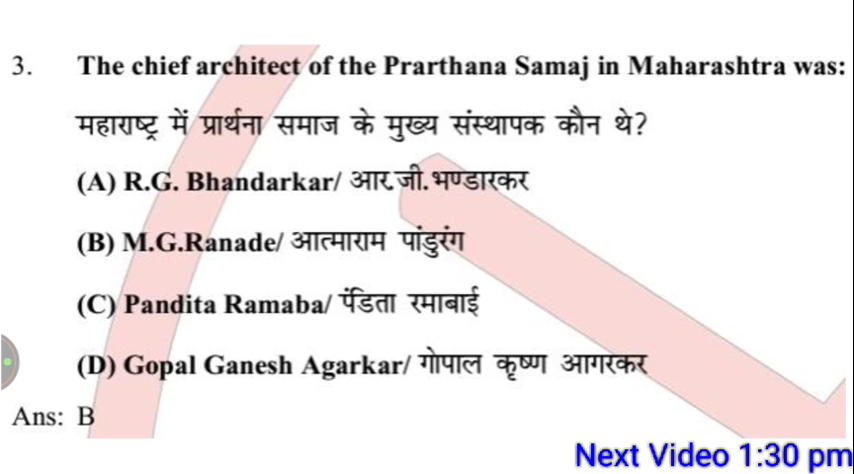 3. The chief architect of the Prarthana Samaj in Maharashtra was:
महाराष्ट्र में प्रार्थना समाज के मुख्य संस्थापक कौन थे?
(A) R.G. Bhandarkar/ आर.जी.भण्डारकर
(B) M.G.Ranade/ आत्माराम पांडुरंग
(C) Pandita Ramaba/ पंडिता रमाबाई
(D) Gopal Ganesh Agarkar/ गोपाल कृष्ण आगरकर
Ans: B
Next Video 1:30 pm